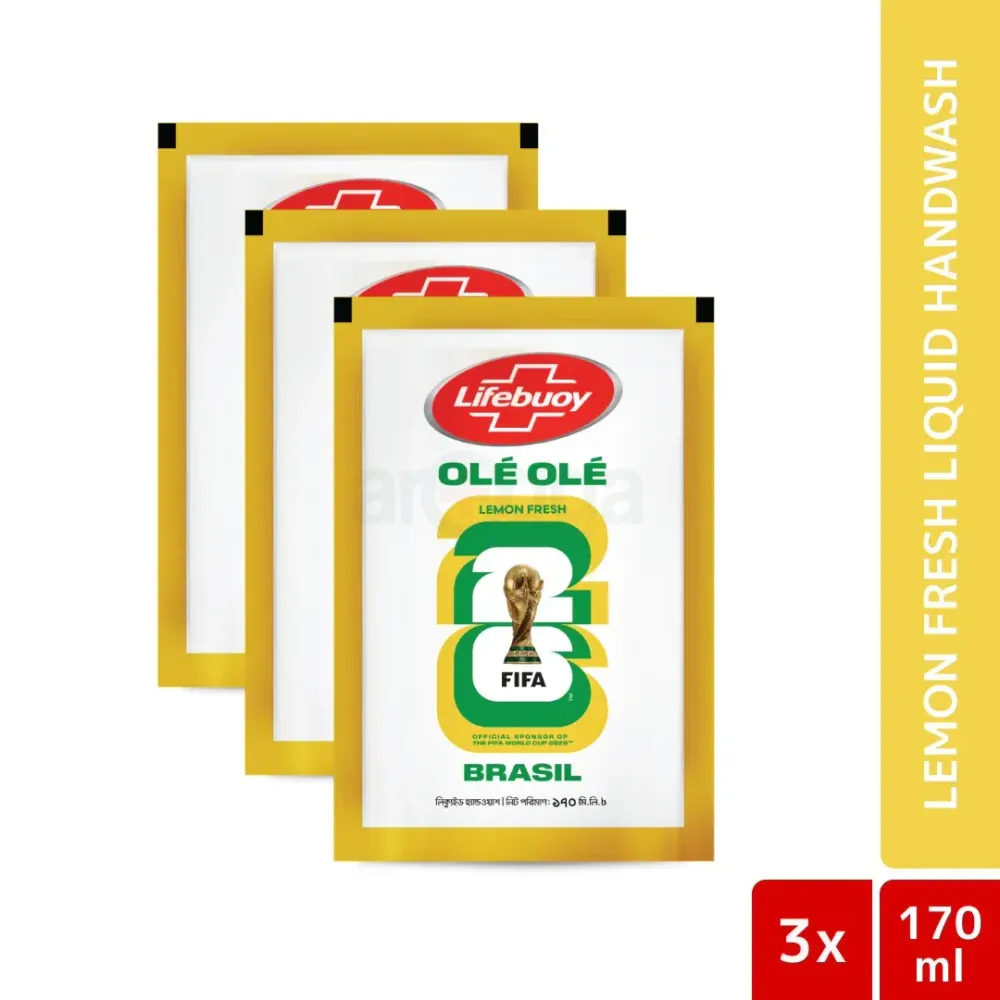 Lifebuoy
OLÉ OLÉ
LEMON FRESH
FIFA
OFFICIAL SPONSOR OF
THE FIFA WORLD CUP 2026™
BRASIL
লিকুইড হ্যান্ডওয়াশ | নিট পরিমাণ: ১৭০ মি.লি.
LEMON FRESH LIQUID HANDWASH
3x
170
ml